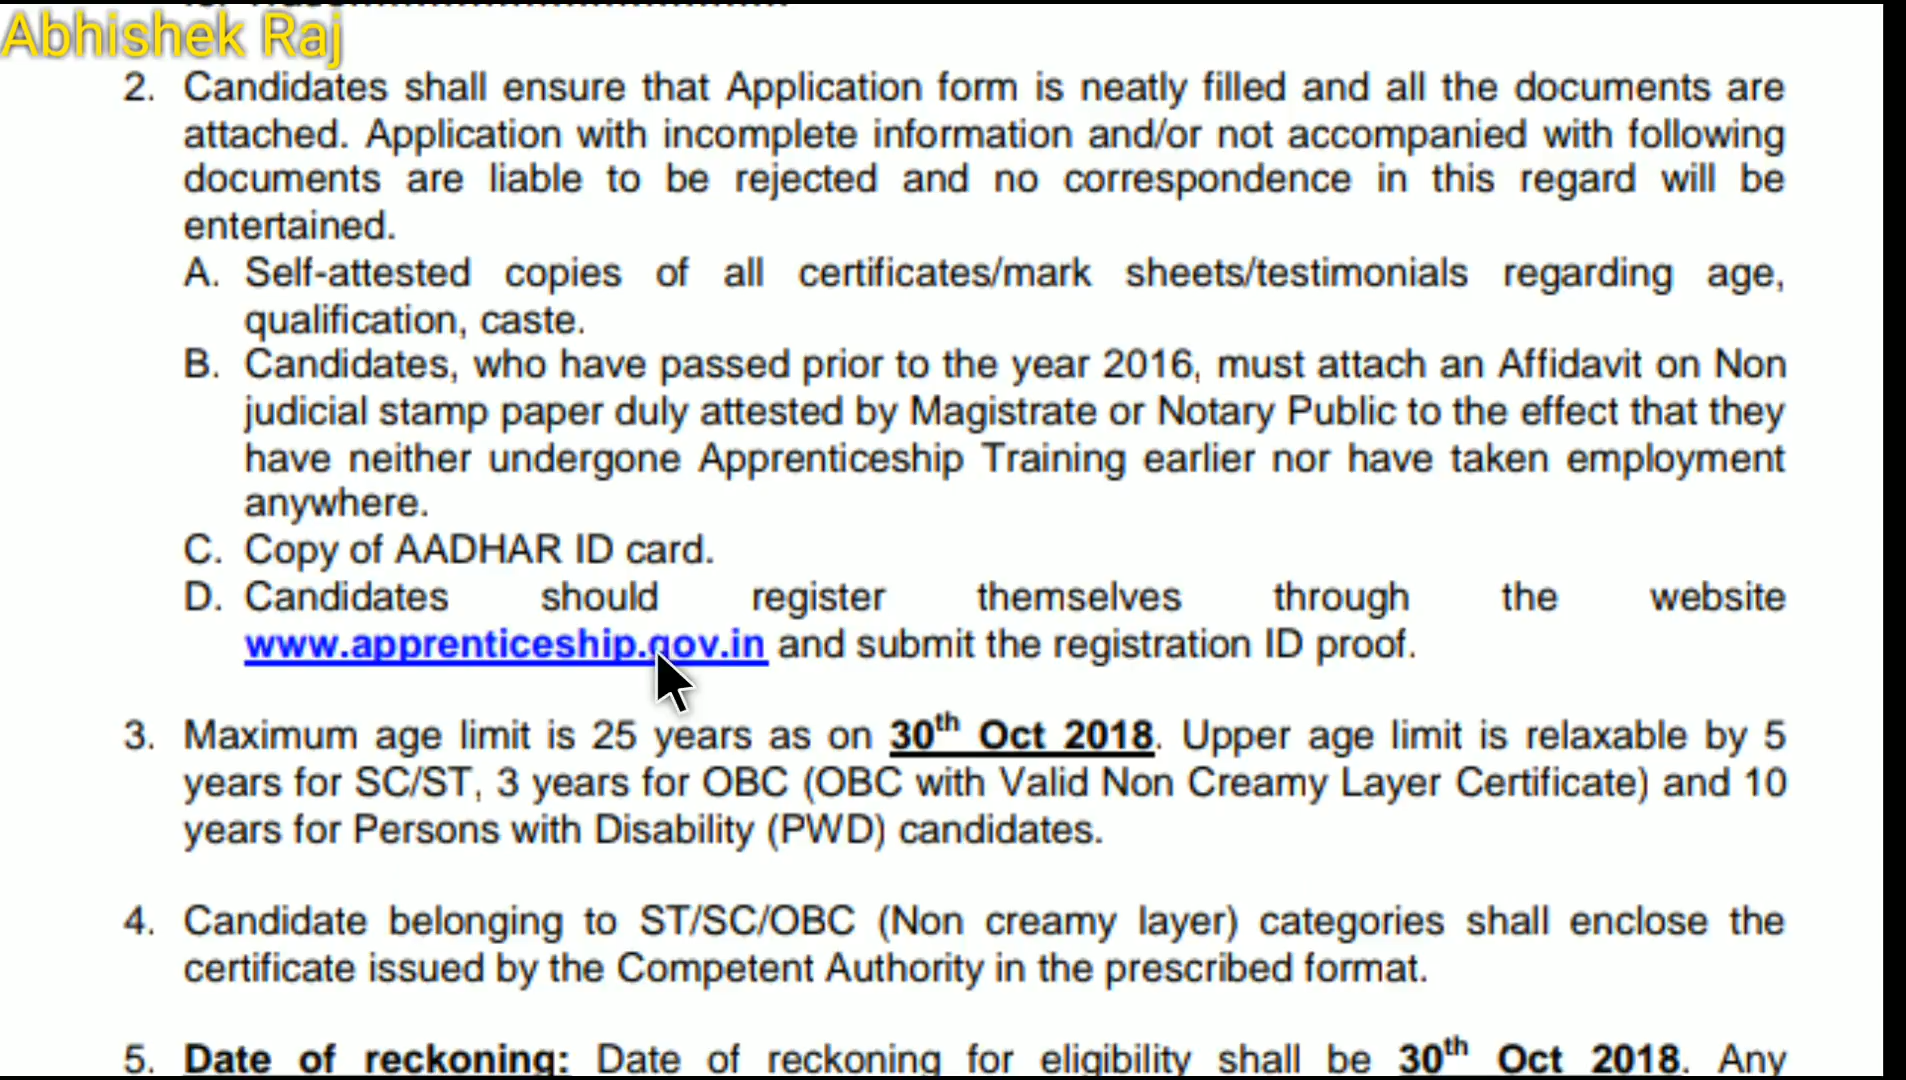 Abhishek Raj
2. Candidates shall ensure that Application form is neatly filled and all the documents are
attached. Application with incomplete information and/or not accompanied with following
documents are liable to be rejected and no correspondence in this regard will be
entertained.
A. Self-attested copies of all certificates/mark sheets/testimonials regarding age,
qualification, caste.
B. Candidates, who have passed prior to the year 2016, must attach an Affidavit on Non
judicial stamp paper duly attested by Magistrate or Notary Public to the effect that they
have neither undergone Apprenticeship Training earlier nor have taken employment
anywhere.
C. Copy of AADHAR ID card.
D. Candidates should register themselves through the website
www.apprenticeship.gov.in and submit the registration ID proof.
3. Maximum age limit is 25 years as on 30th Oct 2018. Upper age limit is relaxable by 5
years for SC/ST, 3 years for OBC (OBC with Valid Non Creamy Layer Certificate) and 10
years for Persons with Disability (PWD) candidates.
4. Candidate belonging to ST/SC/OBC (Non creamy layer) categories shall enclose the
certificate issued by the Competent Authority in the prescribed format.
5. Date of reckoning: Date of reckoning for eligibility shall be 30th Oct 2018. Any